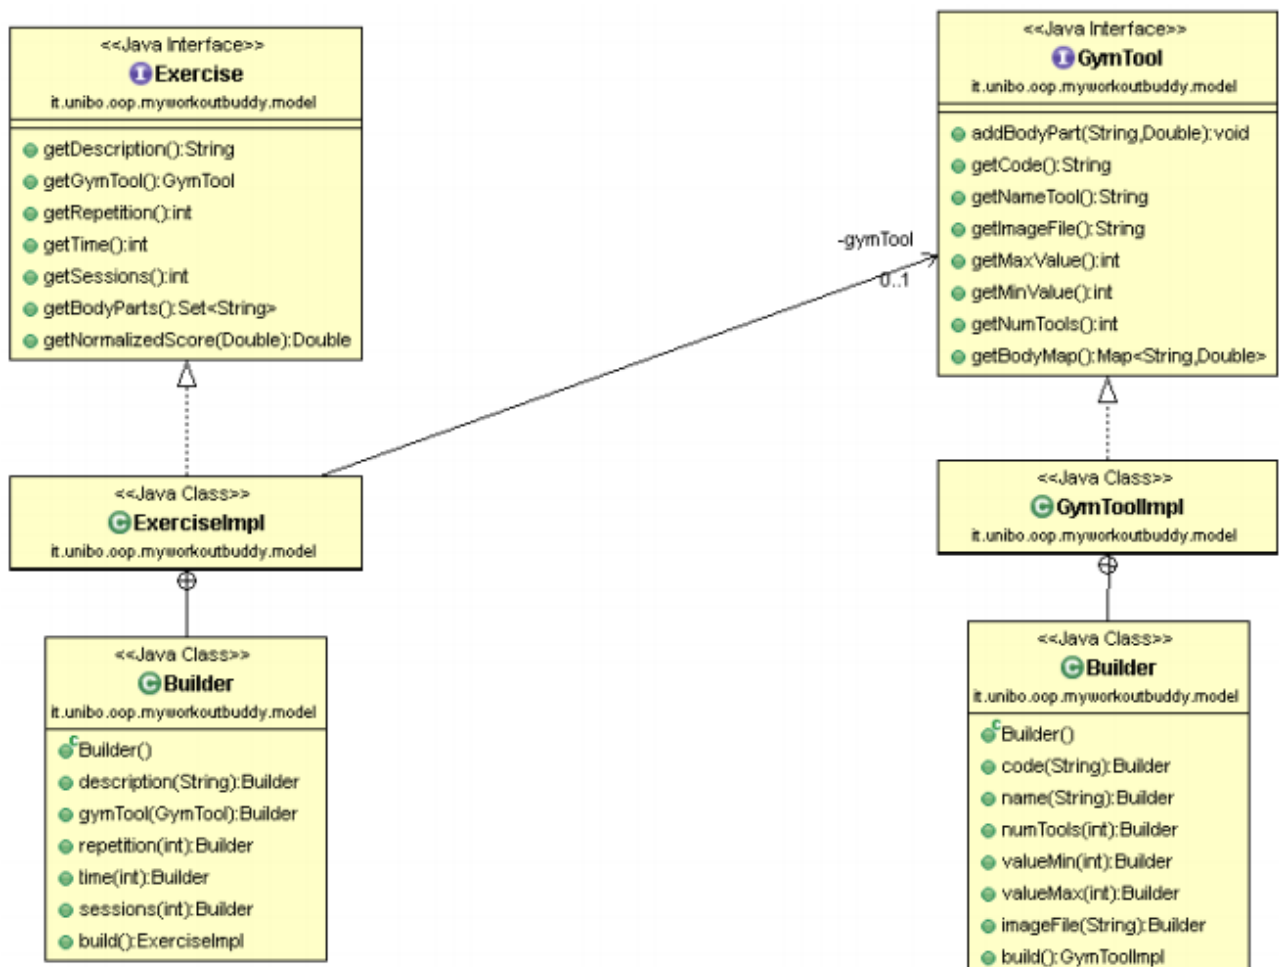 <<Java Interface>>
Exercise
it.unibo.oop.myworkoutbuddy.model
getDescription():String
getGymTool():GymTool
getRepetition():int
getTime():int
getSessions():int
getBodyParts():Set<String>
getNormalizedScore(Double):Double
<<Java Interface>>
GymTool
it.unibo.oop.myworkoutbuddy.model
addBodyPart(String,Double):void
getCode():String
getNameTool():String
getImageFile():String
getMaxValue():int
getMinValue():int
getNumTools():int
getBodyMap():Map<String,Double>
-gymTool
0..1
<<Java Class>>
ExerciseImpl
it.unibo.oop.myworkoutbuddy.model
<<Java Class>>
GymToolImpl
it.unibo.oop.myworkoutbuddy.model
<<Java Class>>
Builder
it.unibo.oop.myworkoutbuddy.model
Builder()
description(String):Builder
gymTool(GymTool):Builder
repetition(int):Builder
time(int):Builder
sessions(int):Builder
build():ExerciseImpl
<<Java Class>>
Builder
it.unibo.oop.myworkoutbuddy.model
Builder()
code(String):Builder
name(String):Builder
numTools(int):Builder
valueMin(int):Builder
valueMax(int):Builder
imageFile(String):Builder
build():GymToolImpl